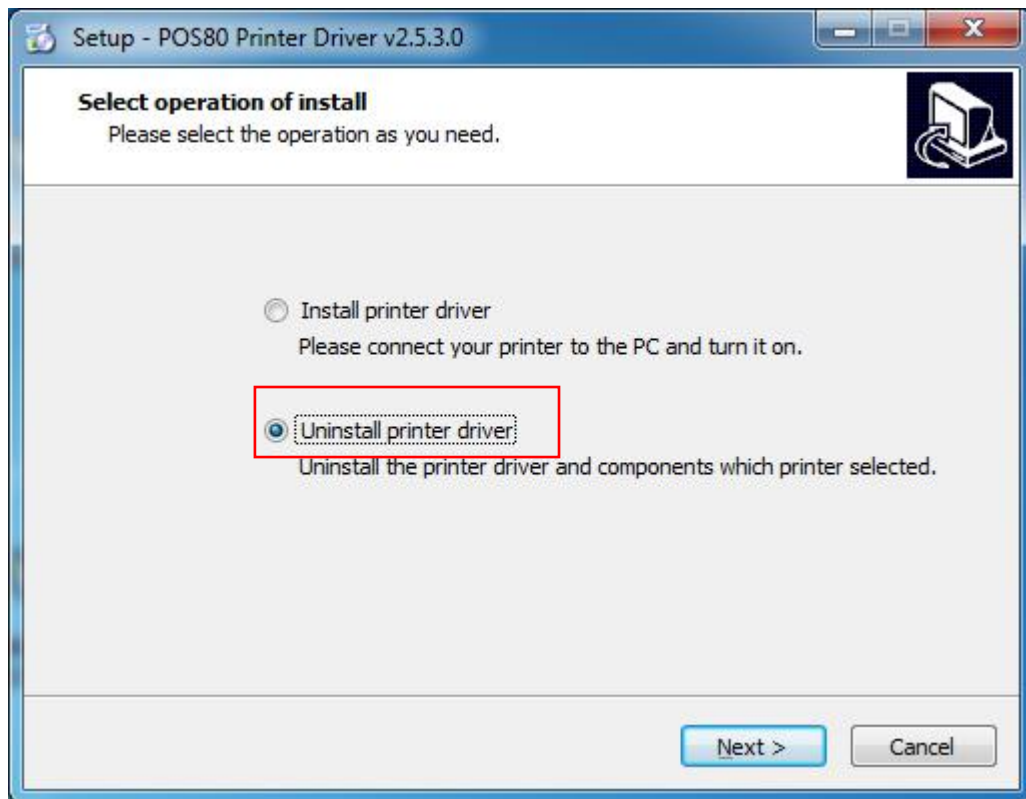 Setup - POS80 Printer Driver v2.5.3.0
Select operation of install
Please select the operation as you need.
Install printer driver
Please connect your printer to the PC and turn it on.
Uninstall printer driver
Uninstall the printer driver and components which printer selected.
Next >
Cancel